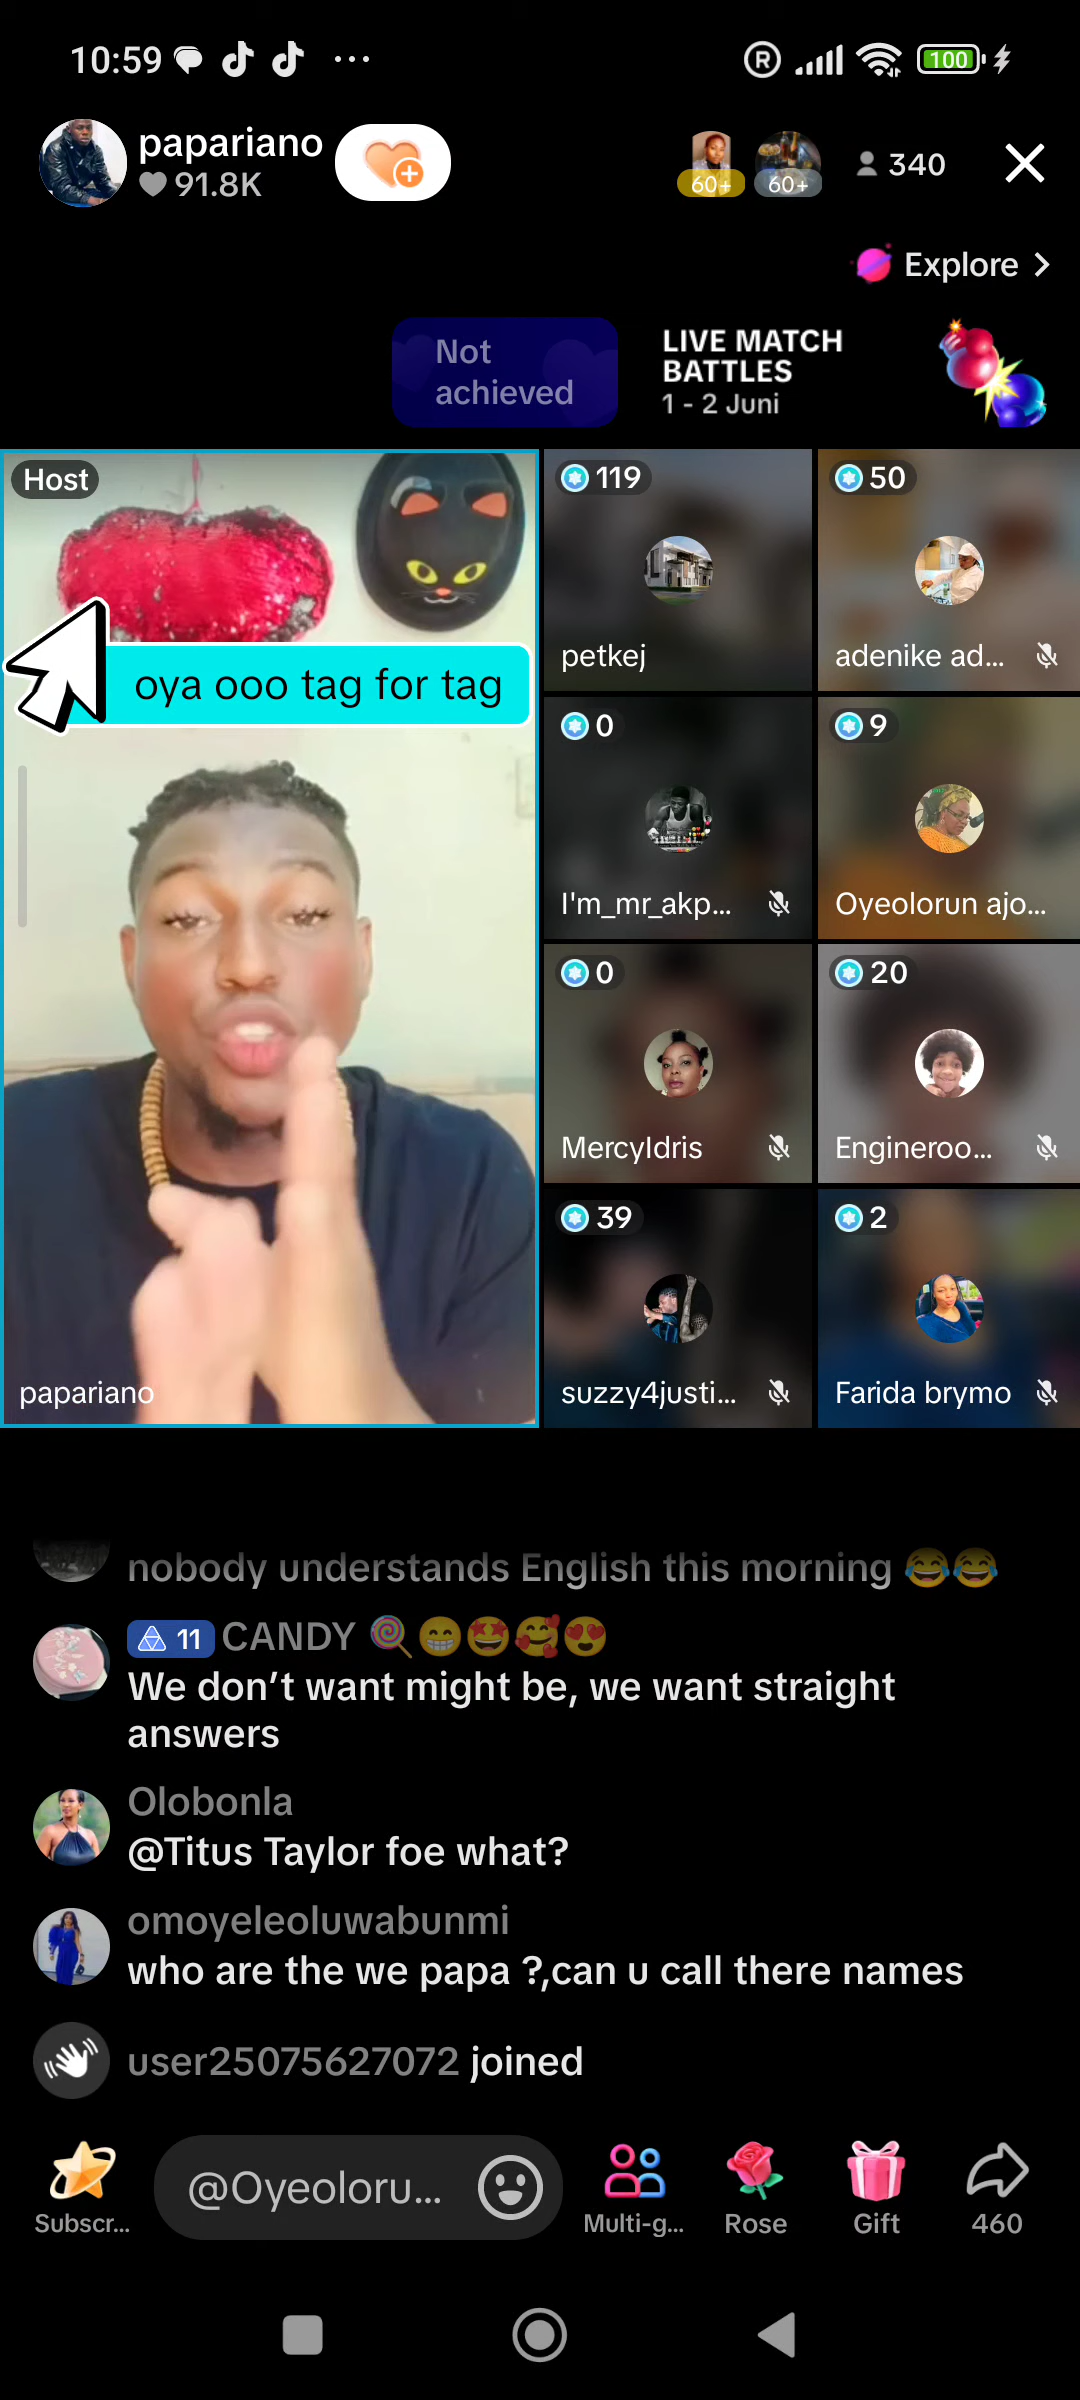 10:59
100
papariano
91.8K
60+
60+
340
Explore
Not
achieved
LIVE MATCH
BATTLES
1 - 2 Juni
Host
oya ooo tag for tag
papariano
119
petkej
50
adenike ad...
0
I'm_mr_akp...
9
Oyeolorun ajo...
0
MercyIdris
20
Engineroo...
39
suzzy4justi...
2
Farida brymo
nobody understands English this morning 😂😂
11 CANDY 🍭😁🤩🥰😍
We don’t want might be, we want straight
answers
Olobonla
@Titus Taylor foe what?
omoyeleoluwabunmi
who are the we papa ?,can u call there names
user25075627072 joined
@Oyeoloru...
Subscr...
Multi-g...
Rose
Gift
460